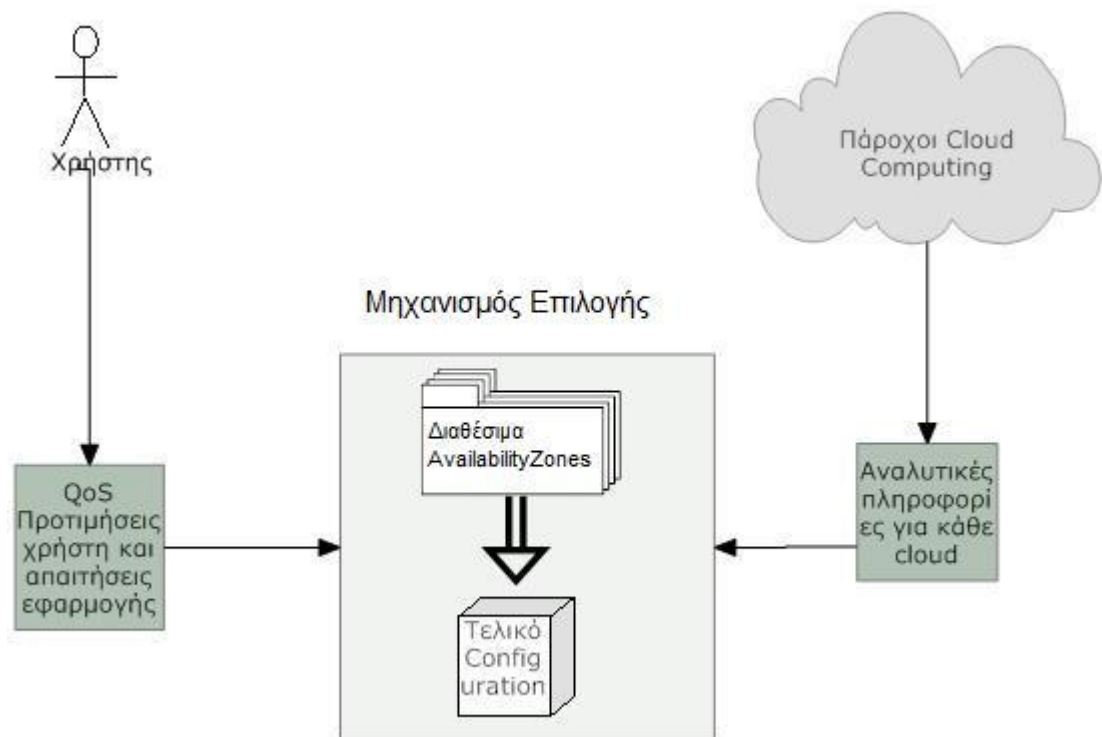 Χρήστης
Πάροχοι Cloud
Computing
Μηχανισμός Επιλογής
Διαθέσιμα
AvailabilityZones
QoS
Προτιμήσεις
χρήστη και
απαιτήσεις
εφαρμογής
Αναλυτικές
πληροφορί
ες για κάθε
cloud
Τελικό
Config
uration